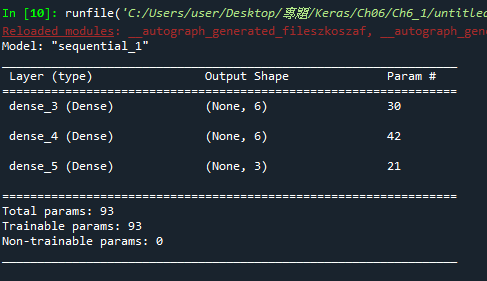 In [10]: runfile('C:/Users/user/Desktop/專題/Keras/Ch06/Ch6_1/untitled
Reloaded modules: __autograph_generated_fileszkoszaf, __autograph_gene
Model: "sequential_1"
Layer (type) Output Shape Param #
dense_3 (Dense) (None, 6) 30
dense_4 (Dense) (None, 6) 42
dense_5 (Dense) (None, 3) 21
Total params: 93
Trainable params: 93
Non-trainable params: 0